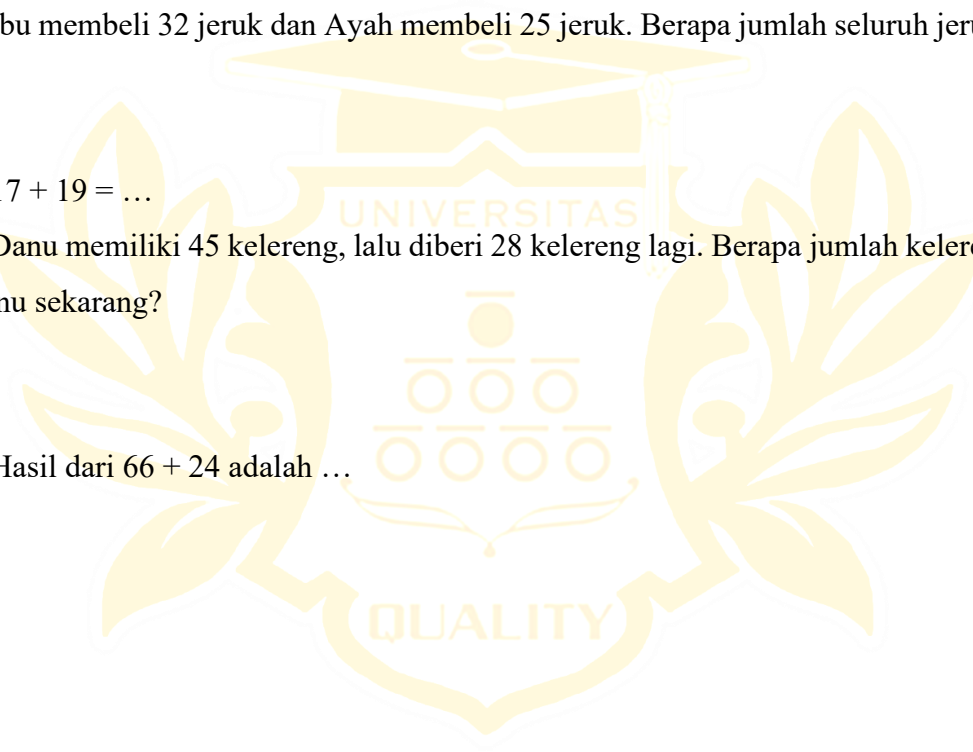 bu membeli 32 jeruk dan Ayah membeli 25 jeruk. Berapa jumlah seluruh jer
7 + 19 = …
UNIVERSITAS
Danu memiliki 45 kelereng, lalu diberi 28 kelereng lagi. Berapa jumlah keler
nu sekarang?
Hasil dari 66 + 24 adalah …
QUALITY